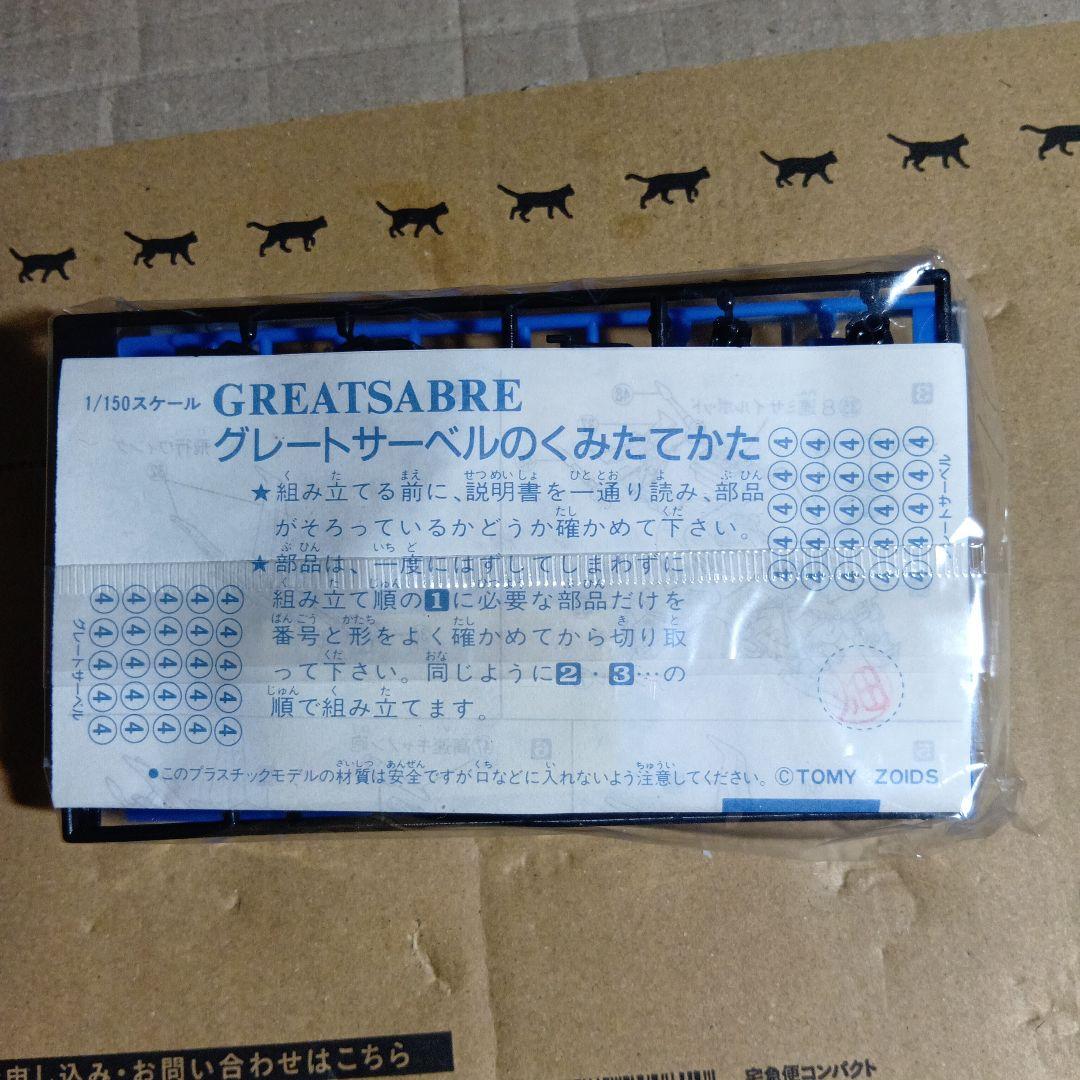 1/150スケール GREATSABRE
グレートサーベルのくみたてかた
★組み立てる前に、説明書を一通り読み、部品
がそろっているかどうか確かめて下さい。
★部品は、一度にはずしてしまわずに
組み立て順の1に必要な部品だけを
番号と形をよく確かめてから切り取
って下さい。同じように2・3…の
順で組み立てます。
●このプラスチックモデルの材質は安全ですが口などに入れないよう注意してください。©TOMY ZOIDS
④④④④④
④④④④④
④④④④④
④④④④④
④④④④④
グレートサーベル
④④④④④
④④④④④
④④④④④
④④④④④
④④④④④
申し込み・お問い合わせはこちら
宅急便コンパクト